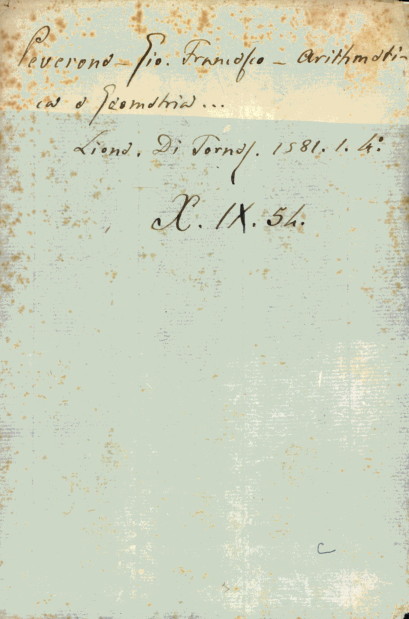 Peverone - Gio. Francesco - Arithmeti-
ca e Geometria...
Lione. Di Tornes. 1581. 1. 4.º
X. IX. 54.
c